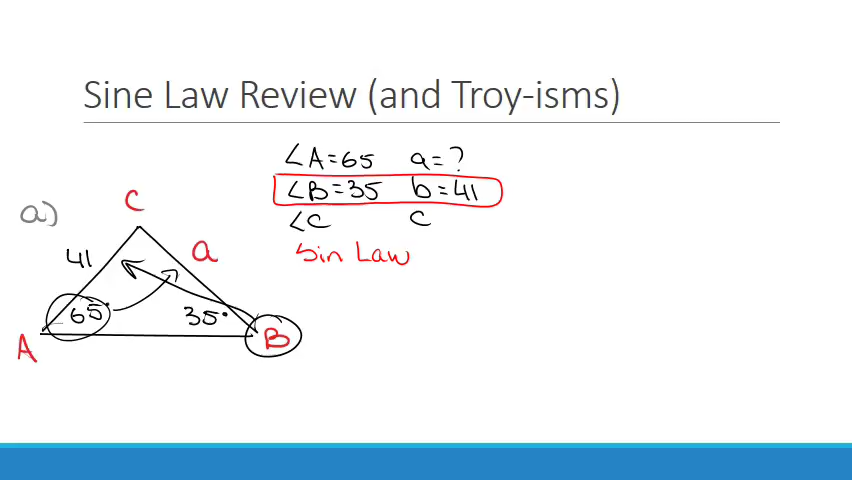 Sine Law Review (and Troy-isms)
∠A=65 a=?
∠B=35 b=41
∠C c
Sin Law
a)
C
41
a
65°
35°
A
B